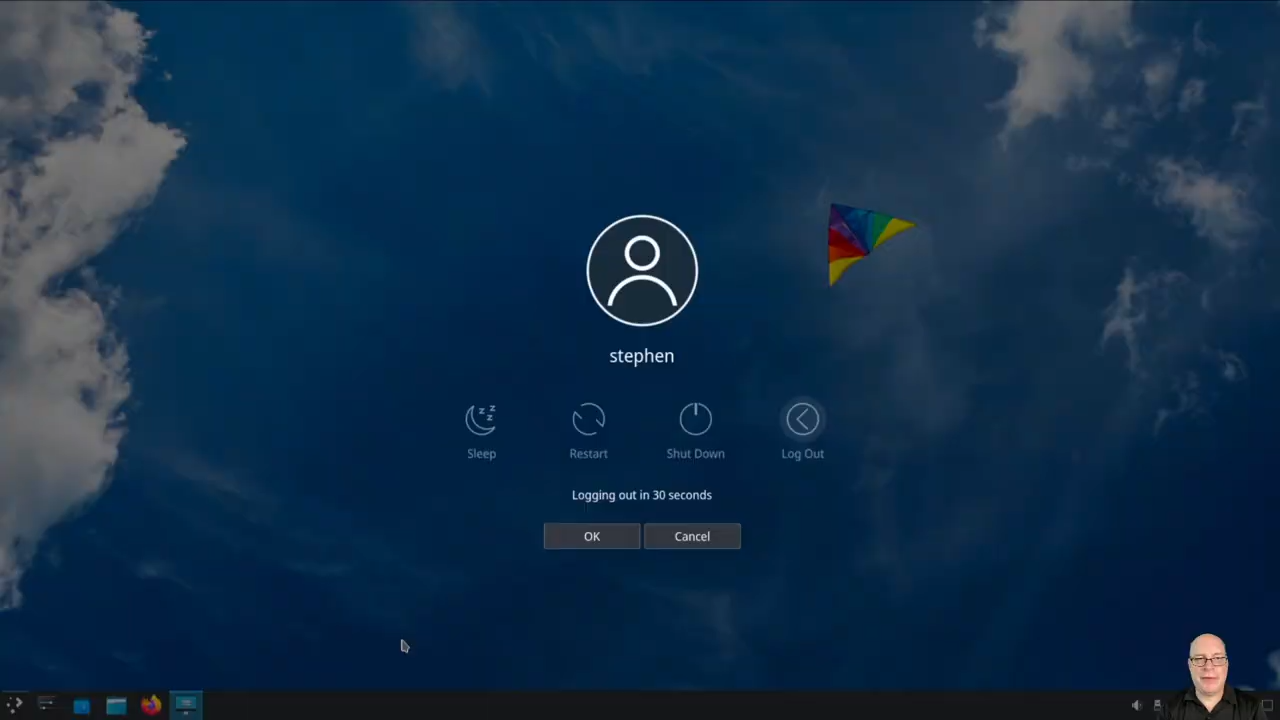 stephen
Sleep
Restart
Shut Down
Log Out
Logging out in 30 seconds
OK
Cancel